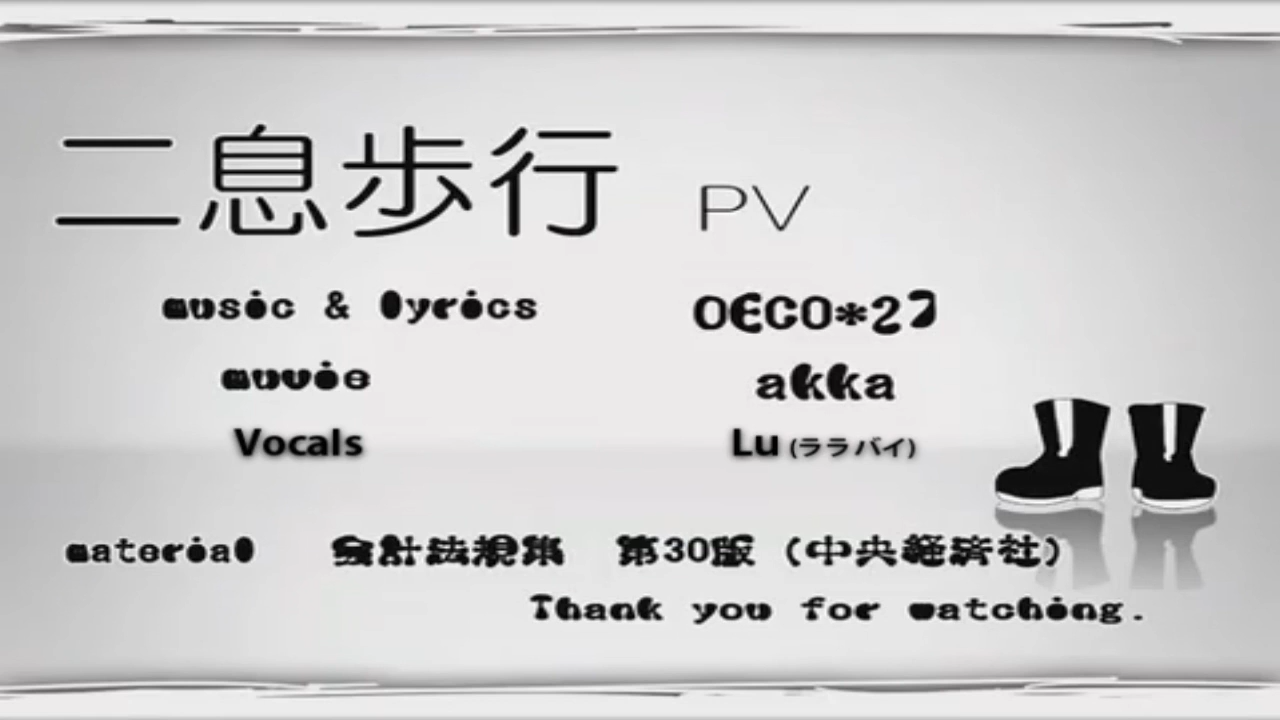 二息歩行 PV
music & lyrics DECO*27
muvie akka
Vocals Lu (ララバイ)
material 会計法規集 第30版 (中央経済社)
Thank you for watching.